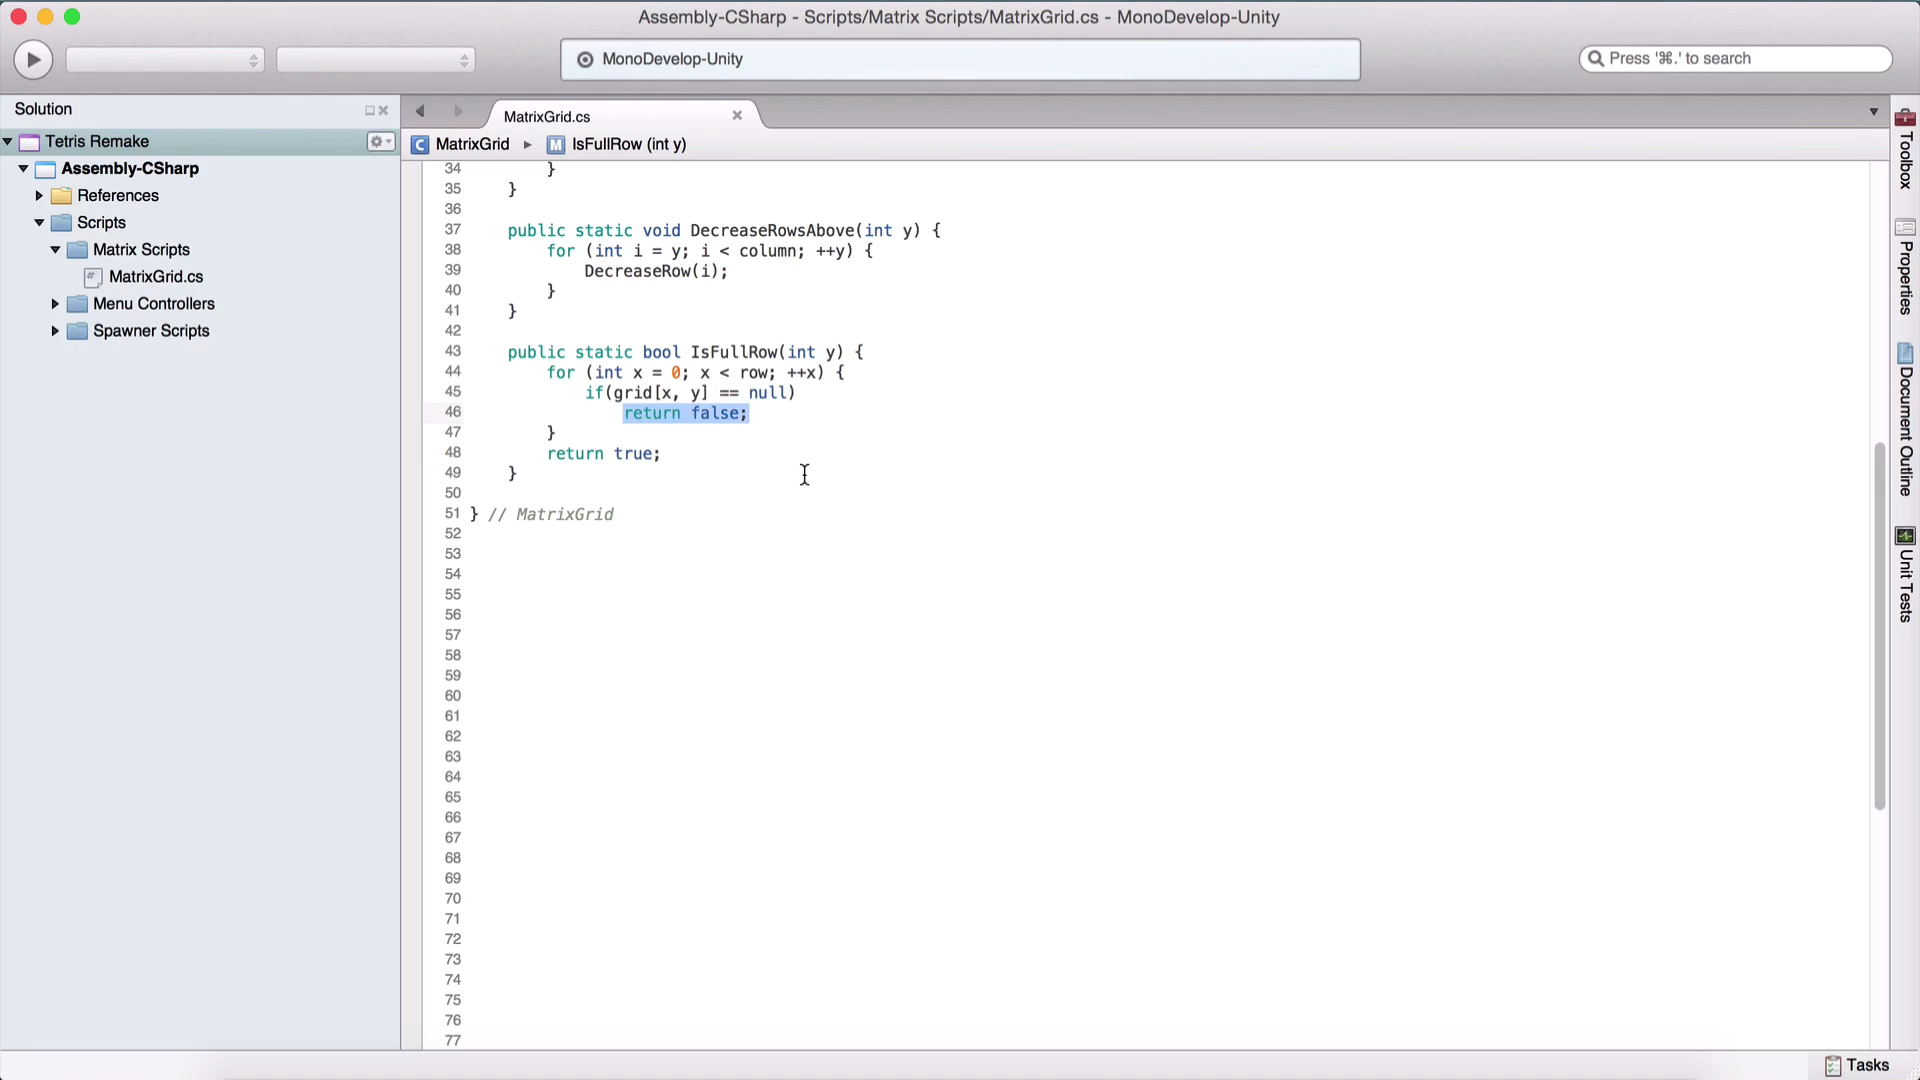 Assembly-CSharp - Scripts/Matrix Scripts/MatrixGrid.cs - MonoDevelop-Unity
MonoDevelop-Unity
Press '⌘.' to search
Solution
Tetris Remake
Assembly-CSharp
References
Scripts
Matrix Scripts
MatrixGrid.cs
Menu Controllers
Spawner Scripts
MatrixGrid.cs
MatrixGrid ▸ IsFullRow (int y)
34         }
35     }
36
37     public static void DecreaseRowsAbove(int y) {
38         for (int i = y; i < column; ++y) {
39             DecreaseRow(i);
40         }
41     }
42
43     public static bool IsFullRow(int y) {
44         for (int x = 0; x < row; ++x) {
45             if(grid[x, y] == null)
46                 return false;
47         }
48         return true;
49     }
50
51 } // MatrixGrid
52
53
54
55
56
57
58
59
60
61
62
63
64
65
66
67
68
69
70
71
72
73
74
75
76
77
Toolbox
Properties
Document Outline
Unit Tests
Tasks